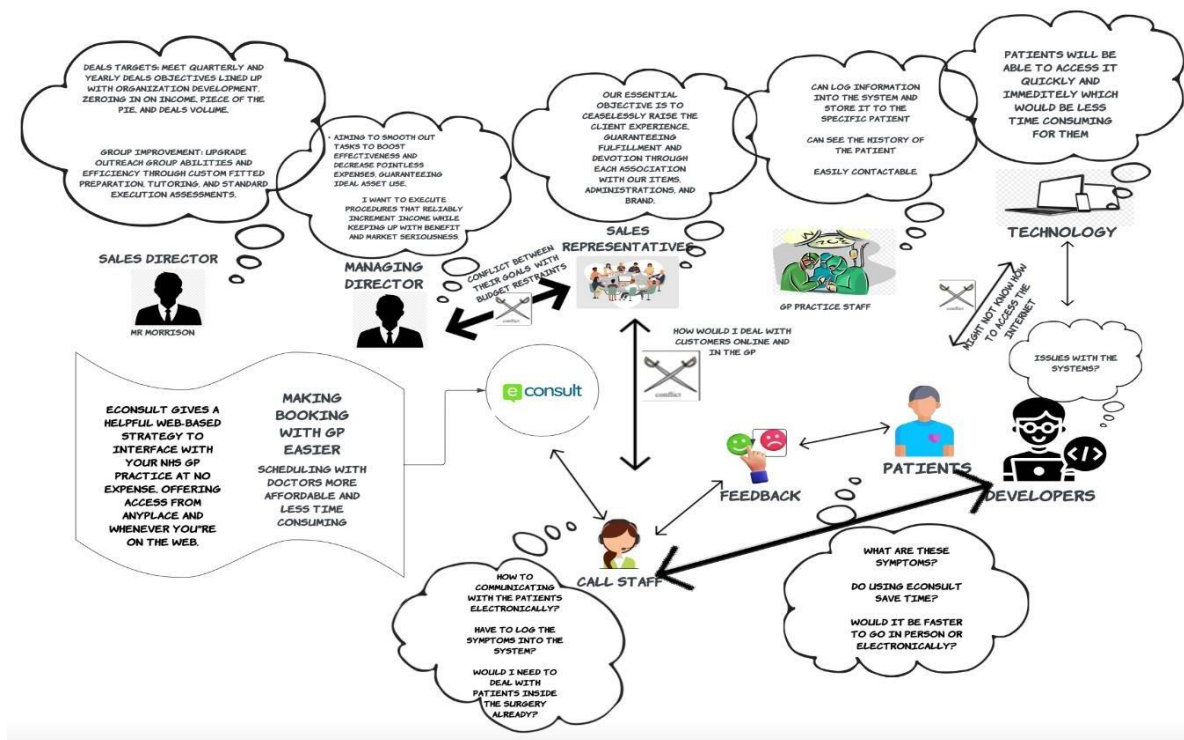 DEALS TARGETS: MEET QUARTERLY AND
YEARLY DEALS OBJECTIVES LINED UP
WITH ORGANIZATION DEVELOPMENT,
ZEROING IN ON INCOME, PIECE OF THE
PIE, AND DEALS VOLUME.
GROUP IMPROVEMENT: UPGRADE
OUTREACH GROUP ABILITIES AND
EFFICIENCY THROUGH CUSTOM FITTED
PREPARATION, TUTORING, AND STANDARD
EXECUTION ASSESSMENTS.
SALES DIRECTOR
MR MORRISON
• AIMING TO SMOOTH OUT
TASKS TO BOOST
EFFECTIVENESS AND
DECREASE POINTLESS
EXPENSES, GUARANTEEING
IDEAL ASSET USE.
I WANT TO EXECUTE
PROCEDURES THAT RELIABLY
INCREMENT INCOME WHILE
KEEPING UP WITH BENEFIT
AND MARKET SERIOUSNESS.
MANAGING
DIRECTOR
CONFLICT BETWEEN
THEIR GOALS WITH
BUDGET RESTRAINTS
conflict
OUR ESSENTIAL
OBJECTIVE IS TO
CEASELESSLY RAISE THE
CLIENT EXPERIENCE,
GUARANTEEING
FULFILLMENT AND
DEVOTION THROUGH
EACH ASSOCIATION
WITH OUR ITEMS,
ADMINISTRATIONS, AND
BRAND.
SALES
REPRESENTATIVES
CAN LOG INFORMATION
INTO THE SYSTEM AND
STORE IT TO THE
SPECIFIC PATIENT
CAN SEE THE HISTORY OF
THE PATIENT
EASILY CONTACTABLE
GP PRACTICE STAFF
PATIENTS WILL BE
ABLE TO ACCESS IT
QUICKLY AND
IMMEDITELY WHICH
WOULD BE LESS
TIME CONSUMING
FOR THEM
TECHNOLOGY
conflict
MIGHT NOT KNOW HOW
TO ACCESS THE
INTERNET
ISSUES WITH THE
SYSTEMS?
</>
DEVELOPERS
HOW WOULD I DEAL WITH
CUSTOMERS ONLINE AND
IN THE GP
conflict
ECONSULT GIVES A
HELPFUL WEB-BASED
STRATEGY TO
INTERFACE WITH
YOUR NHS GP
PRACTICE AT NO
EXPENSE, OFFERING
ACCESS FROM
ANYPLACE AND
WHENEVER YOU"RE
ON THE WEB.
MAKING
BOOKING
WITH GP
EASIER
SCHEDULING WITH
DOCTORS MORE
AFFORDABLE AND
LESS TIME
CONSUMING
e consult
FEEDBACK
PATIENTS
CALL STAFF
HOW TO
COMMUNICATING
WITH THE PATIENTS
ELECTRONICALLY?
HAVE TO LOG THE
SYMPTOMS INTO THE
SYSTEM?
WOULD I NEED TO
DEAL WITH
PATIENTS INSIDE
THE SURGERY
ALREADY?
WHAT ARE THESE
SYMPTOMS?
DO USING ECONSULT
SAVE TIME?
WOULD IT BE FASTER
TO GO IN PERSON OR
ELECTRONICALLY?